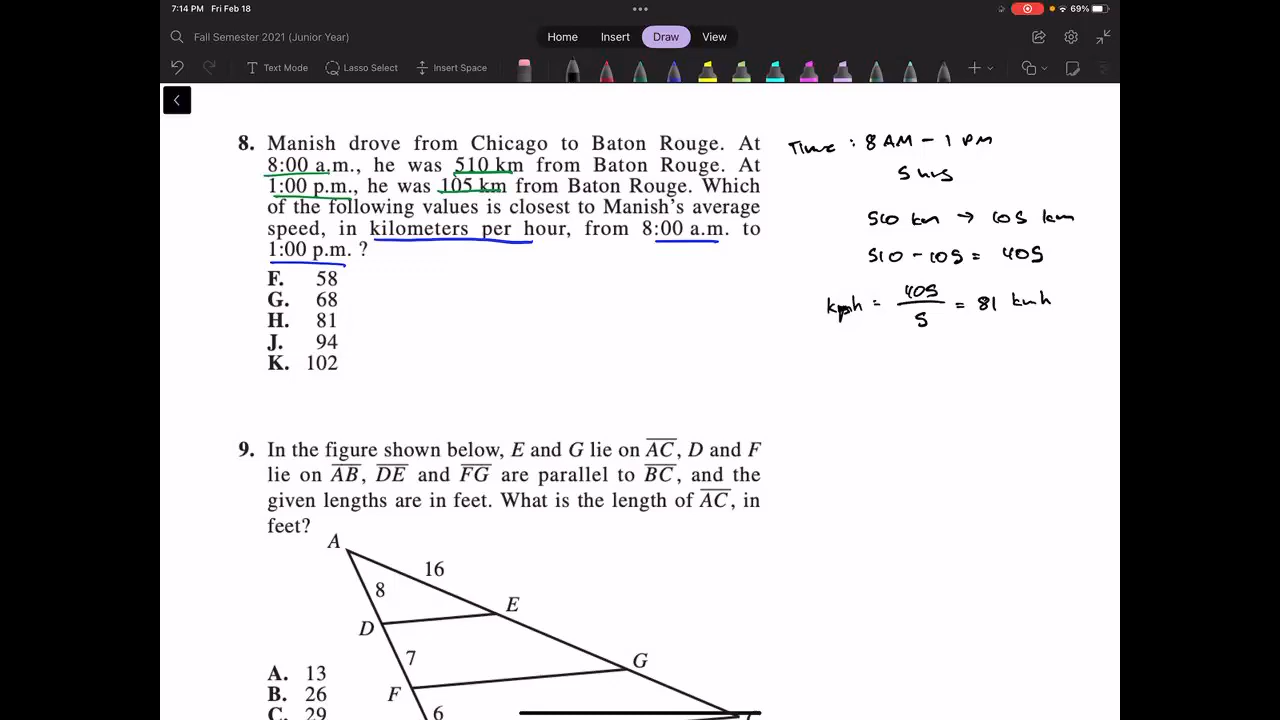 7:14 PM Fri Feb 18
69%
Fall Semester 2021 (Junior Year)
Home Insert Draw View
Text Mode Lasso Select Insert Space
8. Manish drove from Chicago to Baton Rouge. At
8:00 a.m., he was 510 km from Baton Rouge. At
1:00 p.m., he was 105 km from Baton Rouge. Which
of the following values is closest to Manish's average
speed, in kilometers per hour, from 8:00 a.m. to
1:00 p.m. ?
F. 58
G. 68
H. 81
J. 94
K. 102
Time : 8 AM - 1 PM
5 hrs
510 km → 105 km
510 - 105 = 405
kph = 405/5 = 81 kmh
9. In the figure shown below, E and G lie on AC, D and F
lie on AB, DE and FG are parallel to BC, and the
given lengths are in feet. What is the length of AC, in
feet?
A
16
8
E
D
7
G
F
6
A. 13
B. 26
C. 29